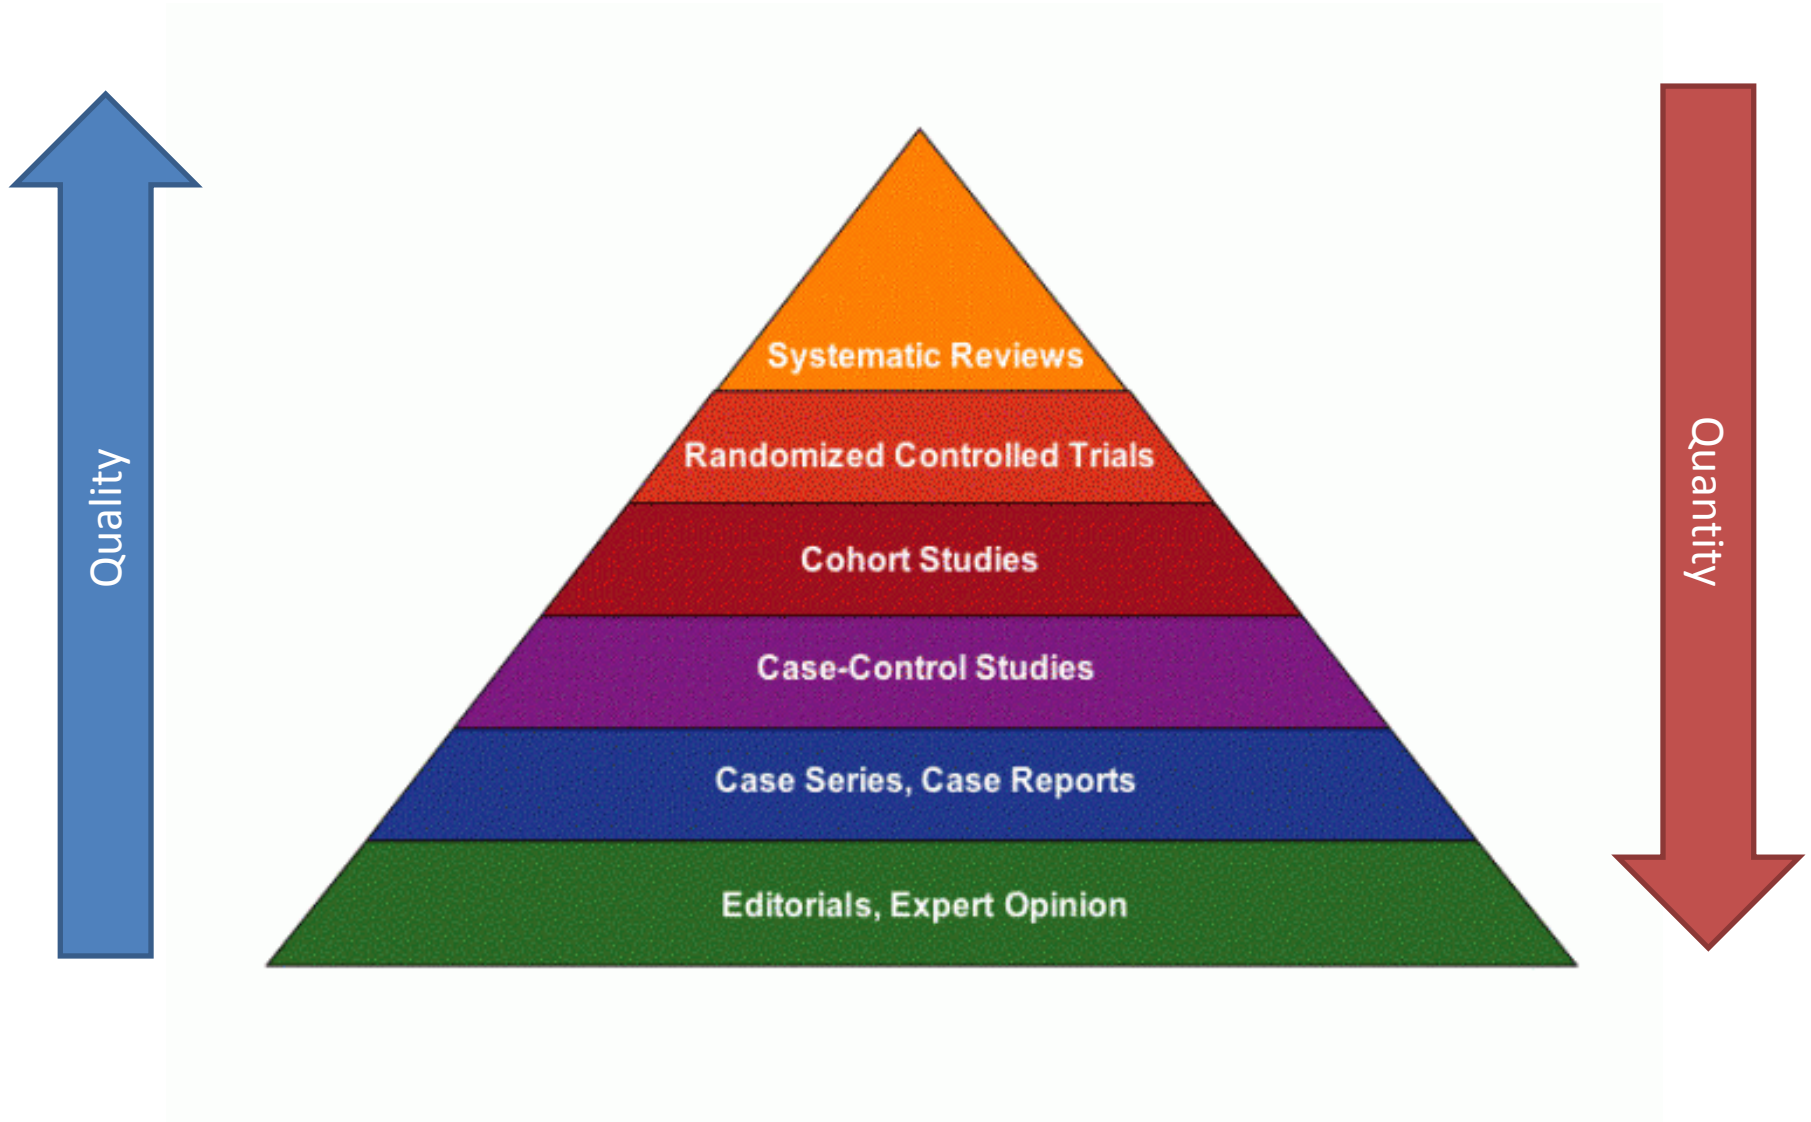 Quality
Systematic Reviews
Randomized Controlled Trials
Cohort Studies
Case-Control Studies
Case Series, Case Reports
Editorials, Expert Opinion
Quantity